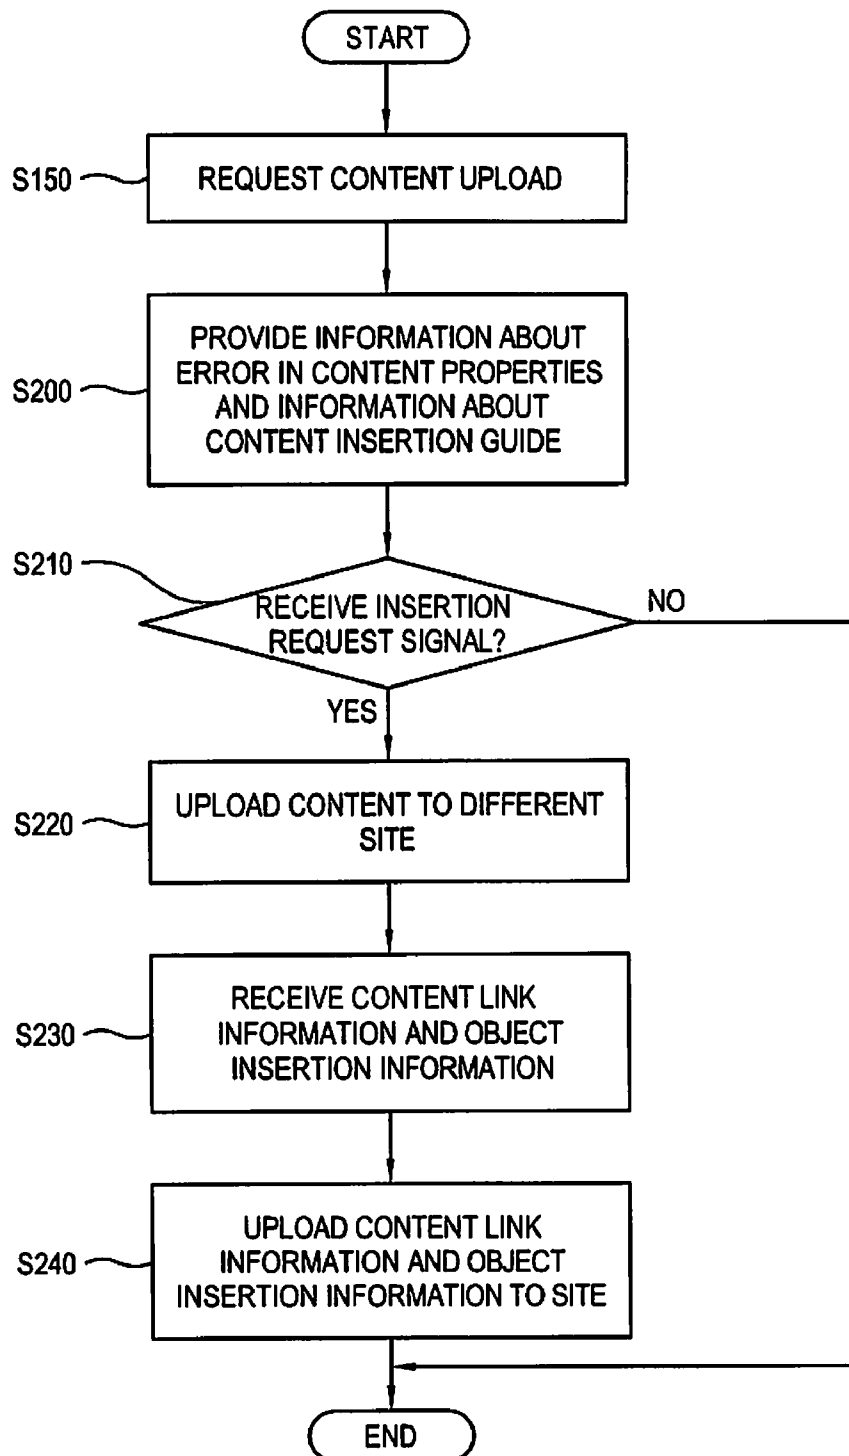 START
S150
REQUEST CONTENT UPLOAD
S200
PROVIDE INFORMATION ABOUT
ERROR IN CONTENT PROPERTIES
AND INFORMATION ABOUT
CONTENT INSERTION GUIDE
S210
RECEIVE INSERTION
REQUEST SIGNAL?
NO
YES
S220
UPLOAD CONTENT TO DIFFERENT
SITE
S230
RECEIVE CONTENT LINK
INFORMATION AND OBJECT
INSERTION INFORMATION
S240
UPLOAD CONTENT LINK
INFORMATION AND OBJECT
INSERTION INFORMATION TO SITE
END